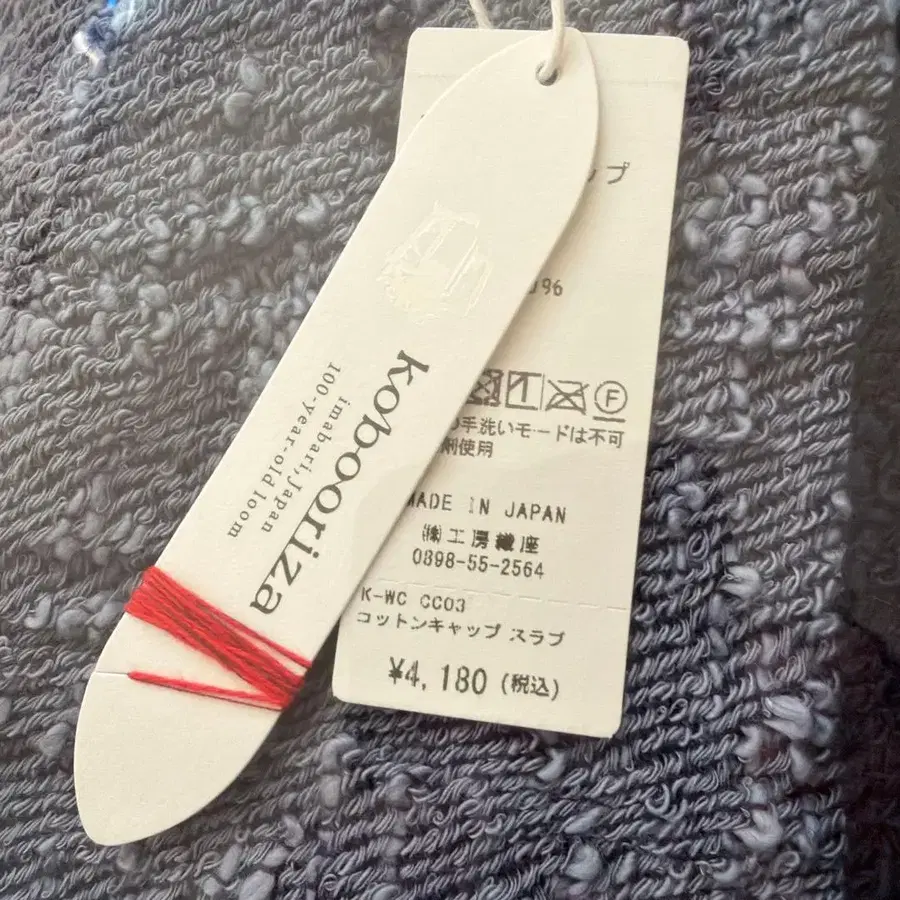 kobooriza
imabari, Japan
100-year-old loom
ップ
96
F
手洗いモードは不可
剤使用
MADE IN JAPAN
㈱工房織座
0898-55-2564
K-WC CC03
コットンキャップ スラブ
¥4,180 (税込)